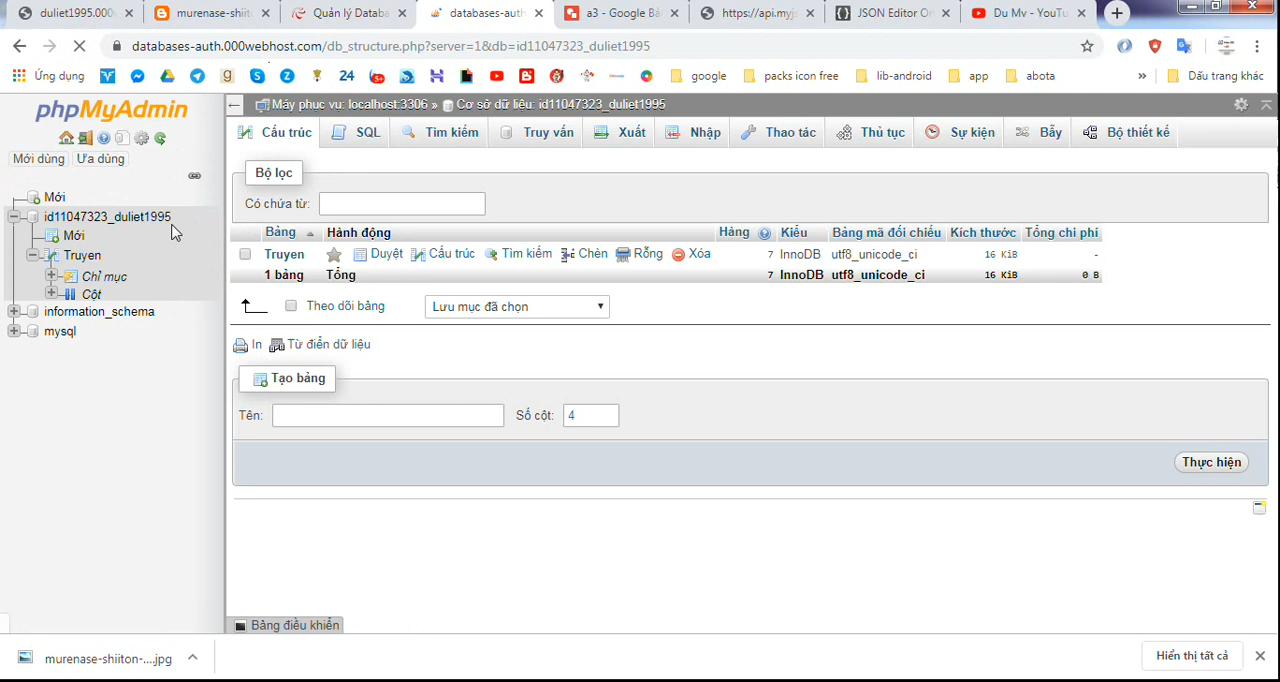 duliet1995.000 murenase-shiit Quản lý Databa databases-auth a3 - Google Bả https://api.myjs JSON Editor On Du Mv - YouTu
databases-auth.000webhost.com/db_structure.php?server=1&db=id11047323_duliet1995
Ứng dụng 24 google packs icon free lib-android app abota » Dấu trang khác
phpMyAdmin
Mới dùng Ưa dùng
Mới
id11047323_duliet1995
Mới
Truyen
Chỉ mục
Cột
information_schema
mysql
Máy phục vụ: localhost:3306 » Cơ sở dữ liệu: id11047323_duliet1995
Cấu trúc SQL Tìm kiếm Truy vấn Xuất Nhập Thao tác Thủ tục Sự kiện Bẫy Bộ thiết kế
Bộ lọc
Có chứa từ:
Bảng Hành động Hàng Kiểu Bảng mã đối chiếu Kích thước Tổng chi phí
Truyen Duyệt Cấu trúc Tìm kiếm Chèn Rỗng Xóa 7 InnoDB utf8_unicode_ci 16 KiB -
1 bảng Tổng 7 InnoDB utf8_unicode_ci 16 KiB 0 B
Theo dõi bảng Lưu mục đã chọn
In Từ điển dữ liệu
Tạo bảng
Tên: Số cột: 4
Thực hiện
Bảng điều khiển
murenase-shiiton-....jpg Hiển thị tất cả